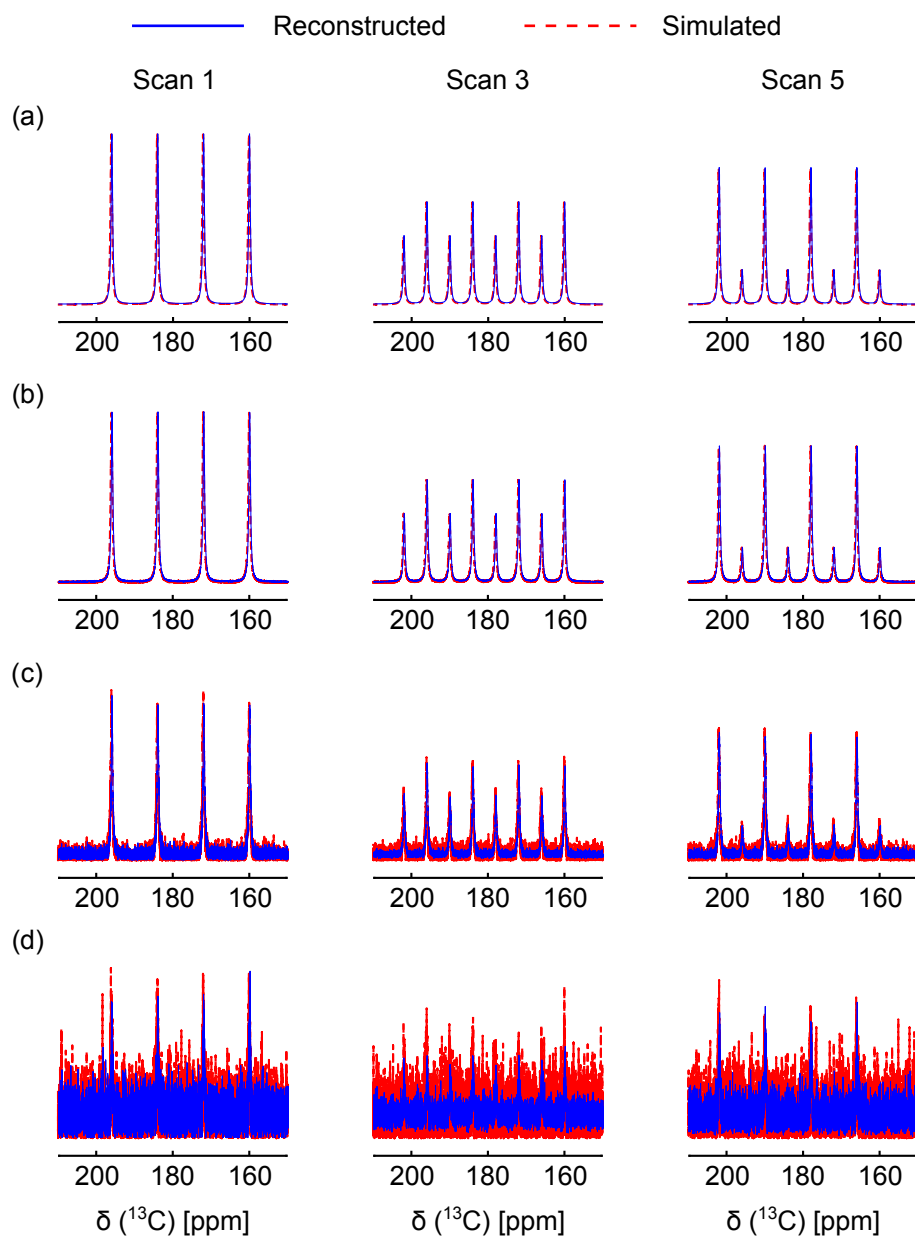 Reconstructed Simulated
Scan 1 Scan 3 Scan 5
(a)
200 180 160 200 180 160 200 180 160
(b)
200 180 160 200 180 160 200 180 160
(c)
200 180 160 200 180 160 200 180 160
(d)
200 180 160 200 180 160 200 180 160
δ (¹³C) [ppm] δ (¹³C) [ppm] δ (¹³C) [ppm]